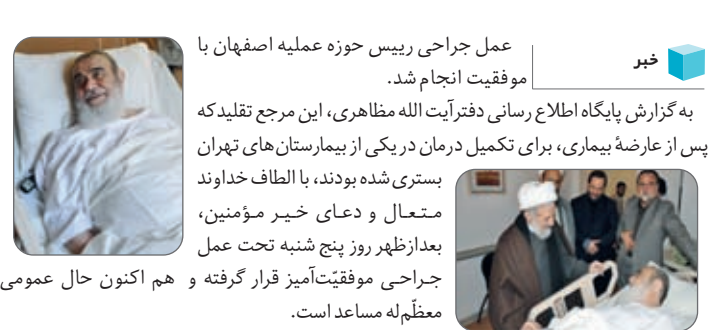 خبر
عمل جراحی رییس حوزه عملیه اصفهان با
موفقیت انجام شد.
به گزارش پایگاه اطلاع رسانی دفترآیت الله مظاهری، این مرجع تقلیدکه
پس از عارضهٔ بیماری، برای تکمیل درمان در یکی از بیمارستان‌های تهران
بستری شده بودند، با الطاف خداوند
متعال و دعای خیر مؤمنین،
بعدازظهر روز پنج شنبه تحت عمل
جراحی موفقیّت‌آمیز قرار گرفته و هم اکنون حال عمومی
معظّم‌له مساعد است.